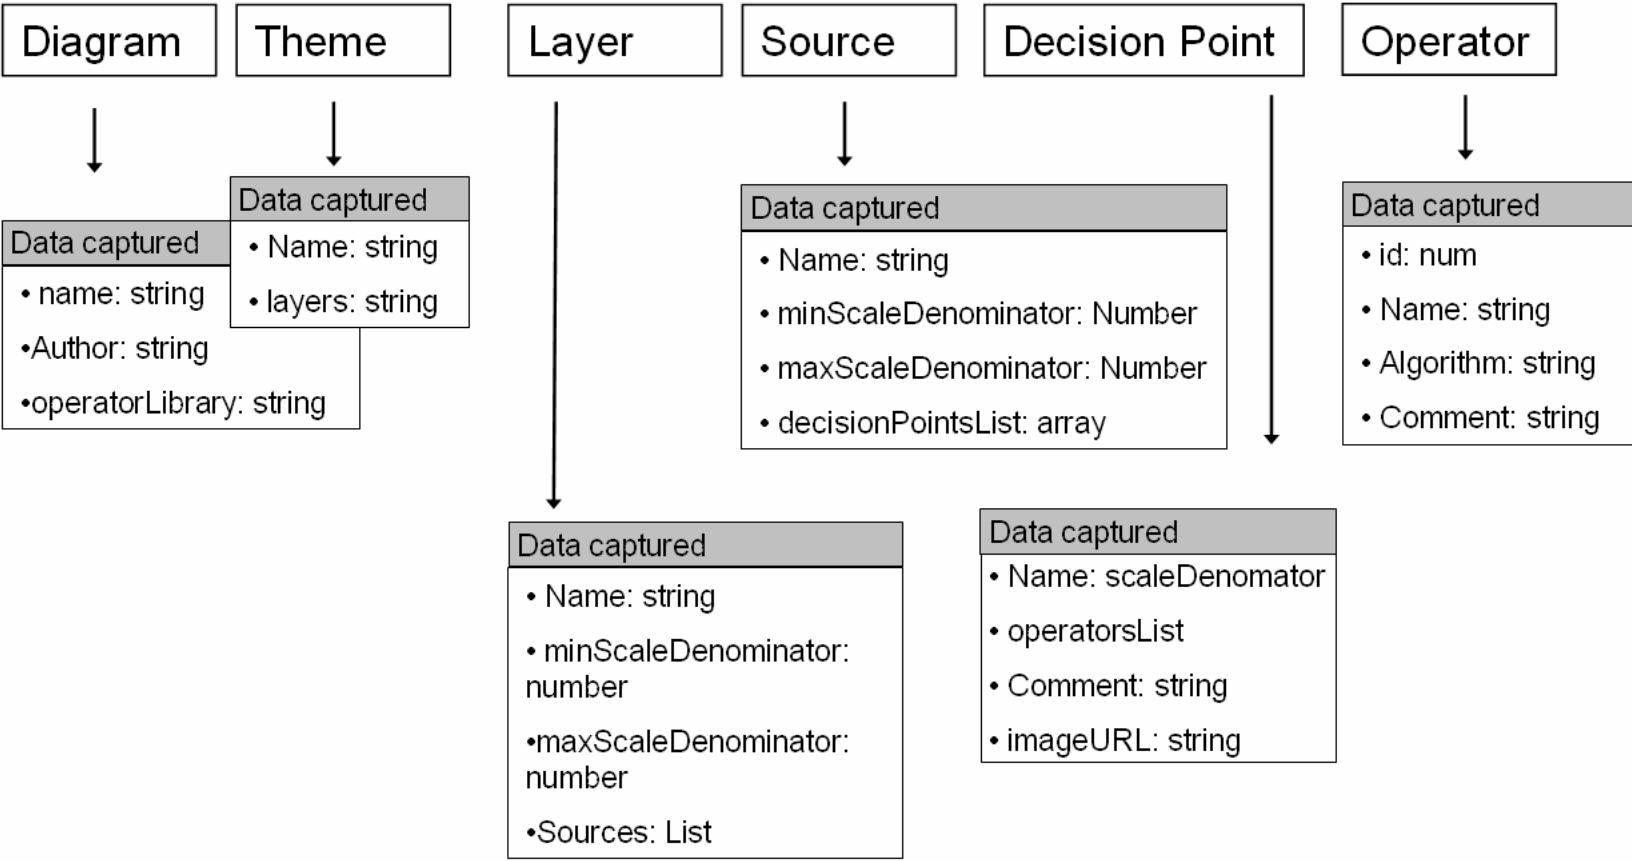 Diagram
Theme
Layer
Source
Decision Point
Operator
Data captured
• name: string
•Author: string
•operatorLibrary: string
Data captured
• Name: string
• layers: string
Data captured
• Name: string
• minScaleDenominator:
number
•maxScaleDenominator:
number
•Sources: List
Data captured
• Name: string
• minScaleDenominator: Number
• maxScaleDenominator: Number
• decisionPointsList: array
Data captured
• Name: scaleDenomator
• operatorsList
• Comment: string
• imageURL: string
Data captured
• id: num
• Name: string
• Algorithm: string
• Comment: string